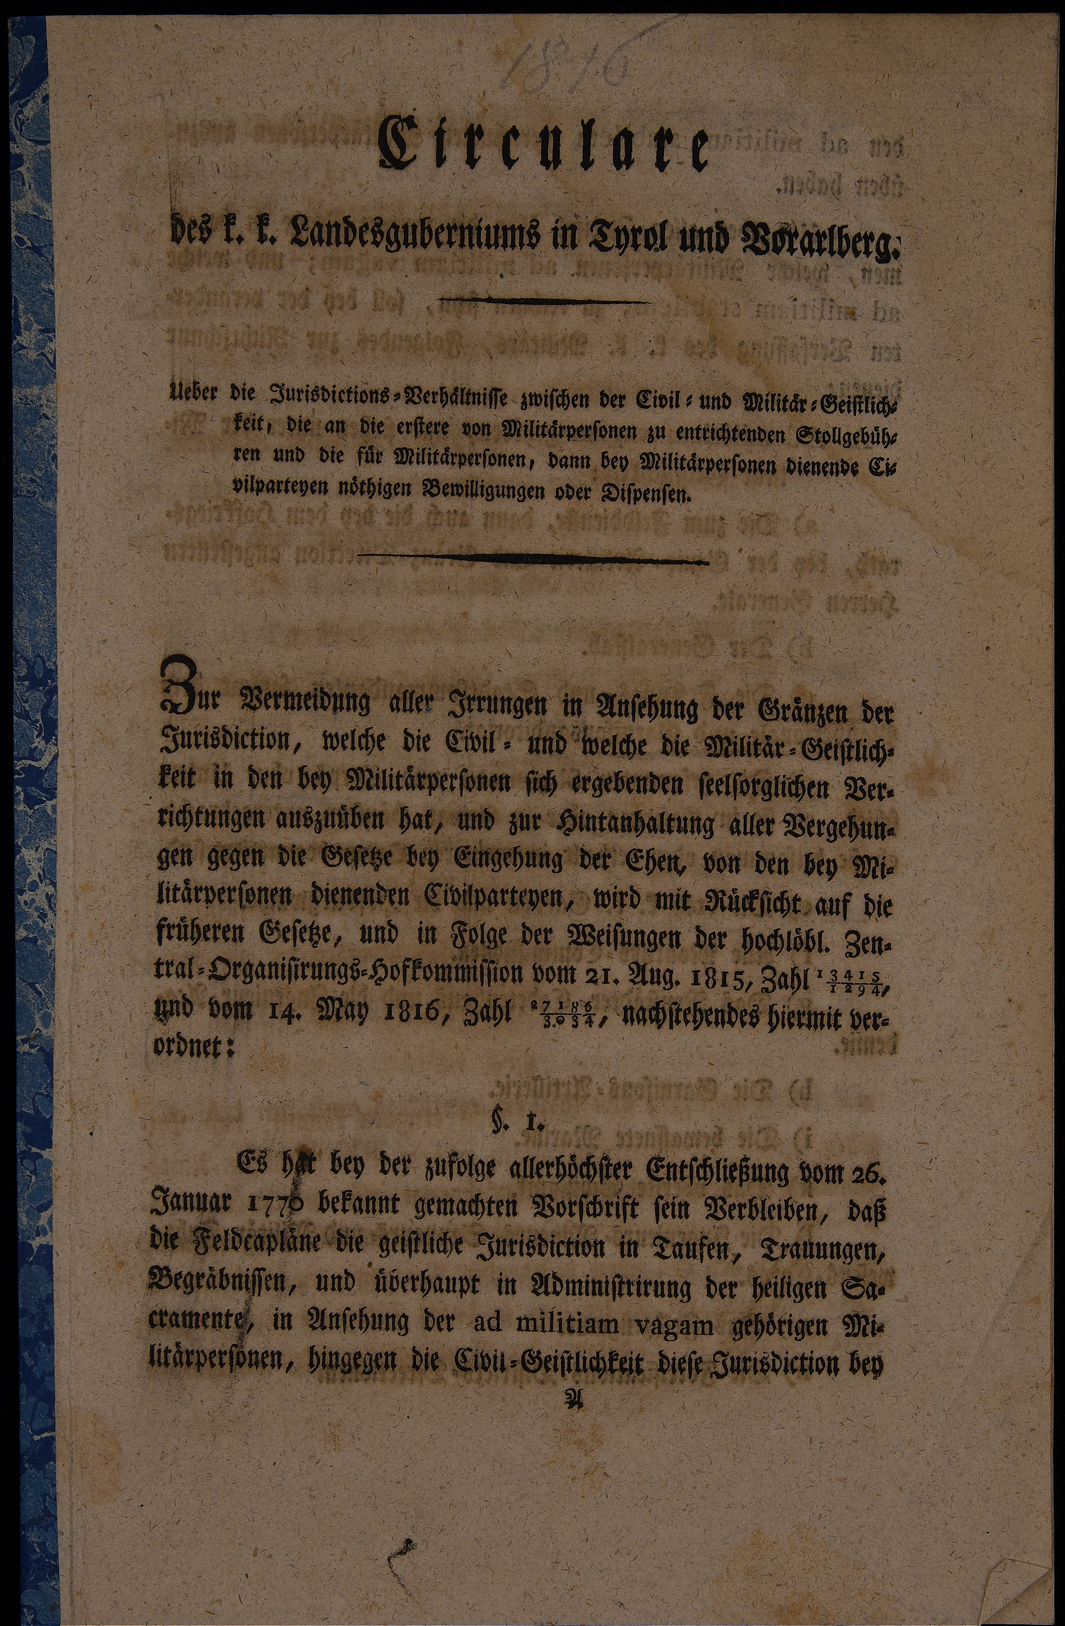 1816
Circulare
des k. k. Landesguberniums in Tyrol und Vorarlberg.
Ueber die Jurisdictions-Verhältnisse zwischen der Civil- und Militär-Geistlich-
keit, die an die erstere von Militärpersonen zu entrichtenden Stollgebüh-
ren und die für Militärpersonen, dann bey Militärpersonen dienende Ci-
vilparteyen nöthigen Bewilligungen oder Dispensen.
Zur Vermeidung aller Irrungen in Ansehung der Gränzen der
Jurisdiction, welche die Civil- und welche die Militär-Geistlich-
keit in den bey Militärpersonen sich ergebenden seelsorglichen Ver-
richtungen auszuüben hat, und zur Hintanhaltung aller Vergehun-
gen gegen die Gesetze bey Eingehung der Ehen, von den bey Mi-
litärpersonen dienenden Civilparteyen, wird mit Rücksicht auf die
früheren Gesetze, und in Folge der Weisungen der hochlöbl. Zen-
tral-Organisirungs-Hofkommission vom 21. Aug. 1815, Zahl 13415/1294,
und vom 14. May 1816, Zahl
nachstehendes hiermit ver-
ordnet:
§. 1.
Es hat bey der zufolge allerhöchster Entschließung vom 26.
Januar 1776 bekannt gemachten Vorschrift sein Verbleiben, daß
die Feldcapläne die geistliche Jurisdiction in Taufen, Trauungen,
Begräbnissen, und überhaupt in Administrirung der heiligen Sa-
cramente, in Ansehung der ad militiam vagam gehörigen Mi-
litärpersonen, hingegen die Civil-Geistlichkeit diese Jurisdiction bey
A